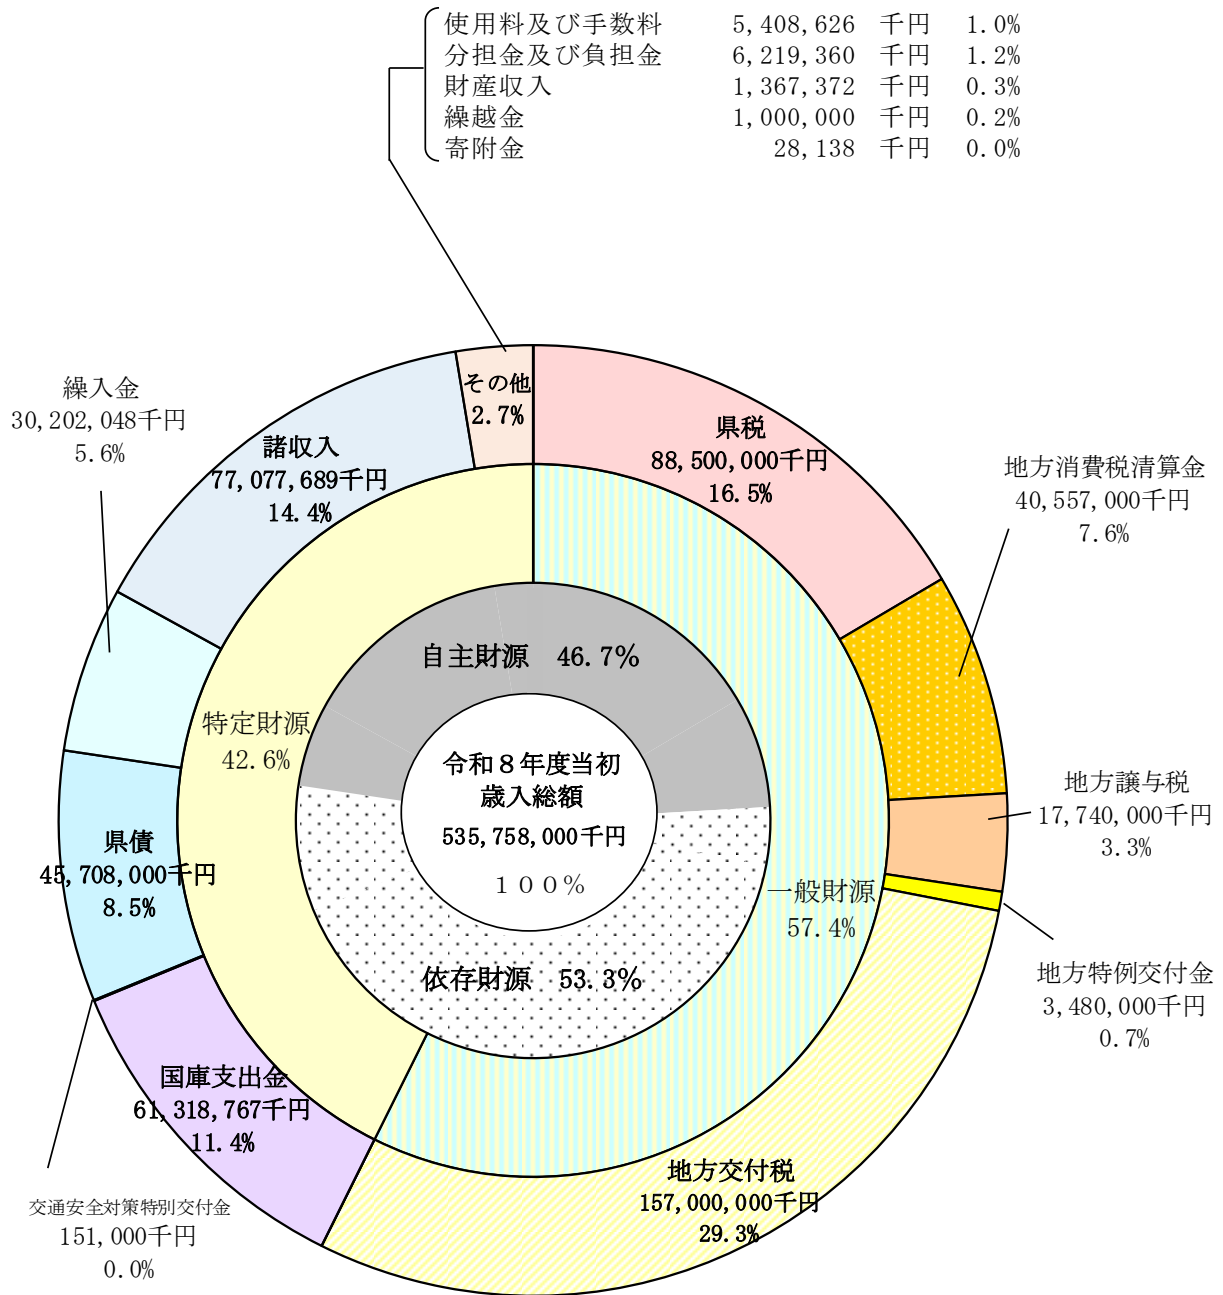 使用料及び手数料 5,408,626 千円 1.0%
分担金及び負担金 6,219,360 千円 1.2%
財産収入 1,367,372 千円 0.3%
繰越金 1,000,000 千円 0.2%
寄附金 28,138 千円 0.0%
その他
2.7%
県税
88,500,000千円
16.5%
地方消費税清算金
40,557,000千円
7.6%
地方譲与税
17,740,000千円
3.3%
地方特例交付金
3,480,000千円
0.7%
地方交付税
157,000,000千円
29.3%
国庫支出金
61,318,767千円
11.4%
交通安全対策特別交付金
151,000千円
0.0%
県債
45,708,000千円
8.5%
繰入金
30,202,048千円
5.6%
諸収入
77,077,689千円
14.4%
特定財源
42.6%
一般財源
57.4%
自主財源 46.7%
依存財源 53.3%
令和８年度当初
歳入総額
535,758,000千円
１００%